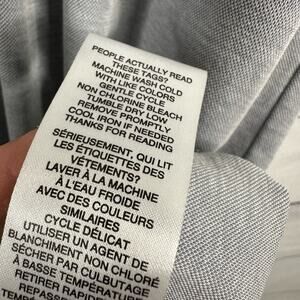 PEOPLE ACTUALLY READ
THESE TAGS?
MACHINE WASH COLD
WITH LIKE COLORS
GENTLE CYCLE
NON CHLORINE BLEACH
TUMBLE DRY LOW
REMOVE PROMPTLY
COOL IRON IF NEEDED
THANKS FOR READING
SÉRIEUSEMENT, QUI LIT
LES ÉTIQUETTES DES
VÊTEMENTS?
LAVER À LA MACHINE
À L'EAU FROIDE
AVEC DES COULEURS
SIMILAIRES
CYCLE DÉLICAT
UTILISER UN AGENT DE
BLANCHIMENT NON CHLORÉ
SÉCHER PAR CULBUTAGE
À BASSE TEMPÉRATURE
RETIRER RAPIDE
REPASSE
TEMP